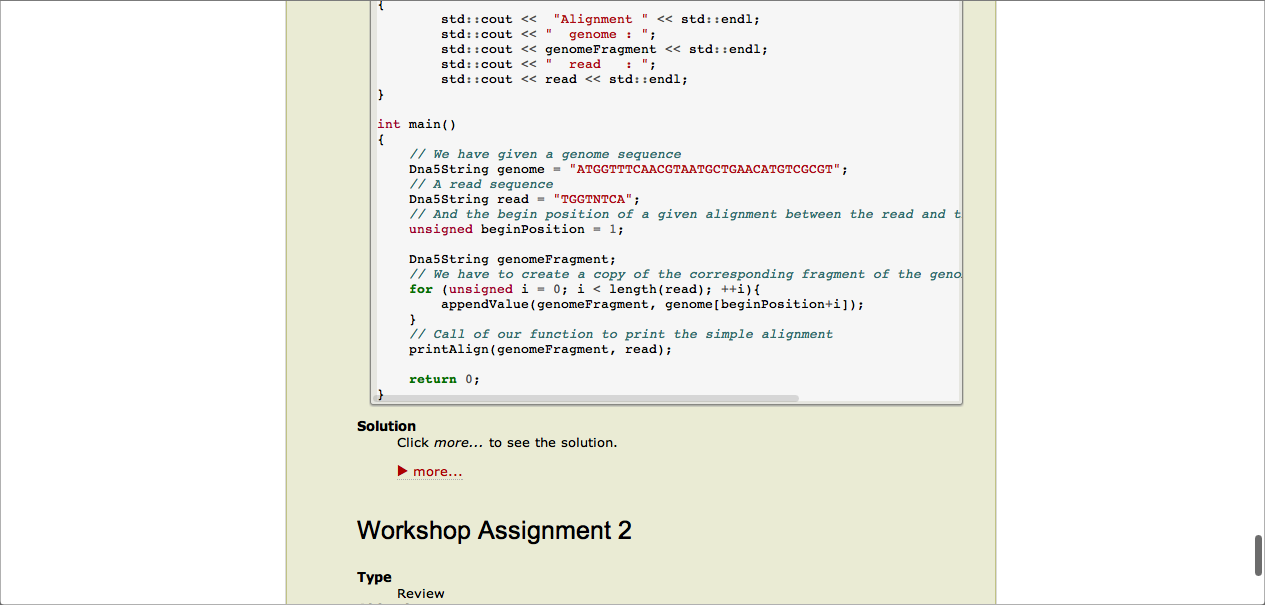 {
        std::cout <<  "Alignment " << std::endl;
        std::cout << "  genome : ";
        std::cout << genomeFragment << std::endl;
        std::cout << "  read   : ";
        std::cout << read << std::endl;
}
int main()
{
    // We have given a genome sequence
    Dna5String genome = "ATGGTTTCAACGTAATGCTGAACATGTCGCGT";
    // A read sequence
    Dna5String read = "TGGTNTCA";
    // And the begin position of a given alignment between the read and t
    unsigned beginPosition = 1;
    Dna5String genomeFragment;
    // We have to create a copy of the corresponding fragment of the geno
    for (unsigned i = 0; i < length(read); ++i){
        appendValue(genomeFragment, genome[beginPosition+i]);
    }
    // Call of our function to print the simple alignment
    printAlign(genomeFragment, read);
    return 0;
}
Solution
Click more... to see the solution.
more...
Workshop Assignment 2
Type
Review